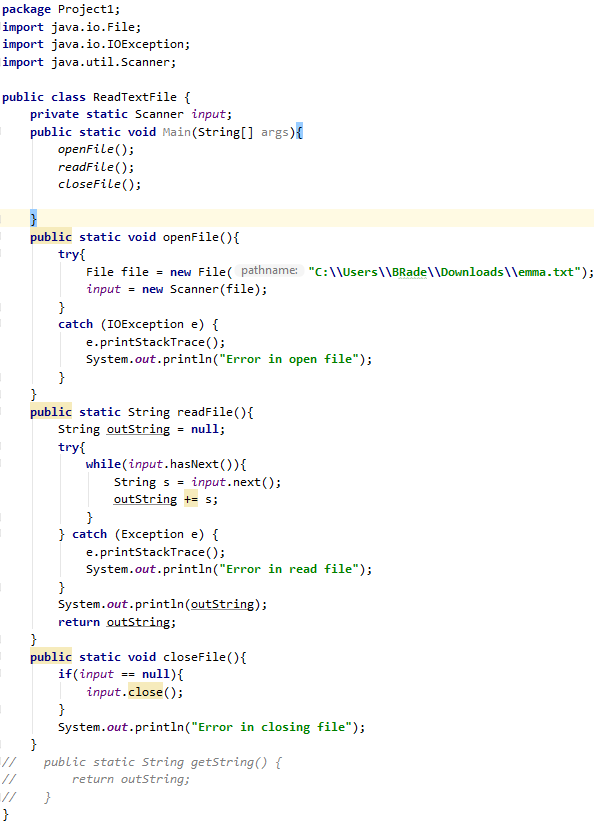 package Project1;
import java.io.File;
import java.io.IOException;
import java.util.Scanner;

public class ReadTextFile {
    private static Scanner input;
    public static void Main(String[] args){
        openFile();
        readFile();
        closeFile();

    }
    public static void openFile(){
        try{
            File file = new File( pathname: "C:\\Users\\BRade\\Downloads\\emma.txt");
            input = new Scanner(file);
        }
        catch (IOException e) {
            e.printStackTrace();
            System.out.println("Error in open file");
        }
    }
    public static String readFile(){
        String outString = null;
        try{
            while(input.hasNext()){
                String s = input.next();
                outString += s;
            }
        } catch (Exception e) {
            e.printStackTrace();
            System.out.println("Error in read file");
        }
        System.out.println(outString);
        return outString;
    }
    public static void closeFile(){
        if(input == null){
            input.close();
        }
        System.out.println("Error in closing file");
    }
//    public static String getString() {
//        return outString;
//    }
}